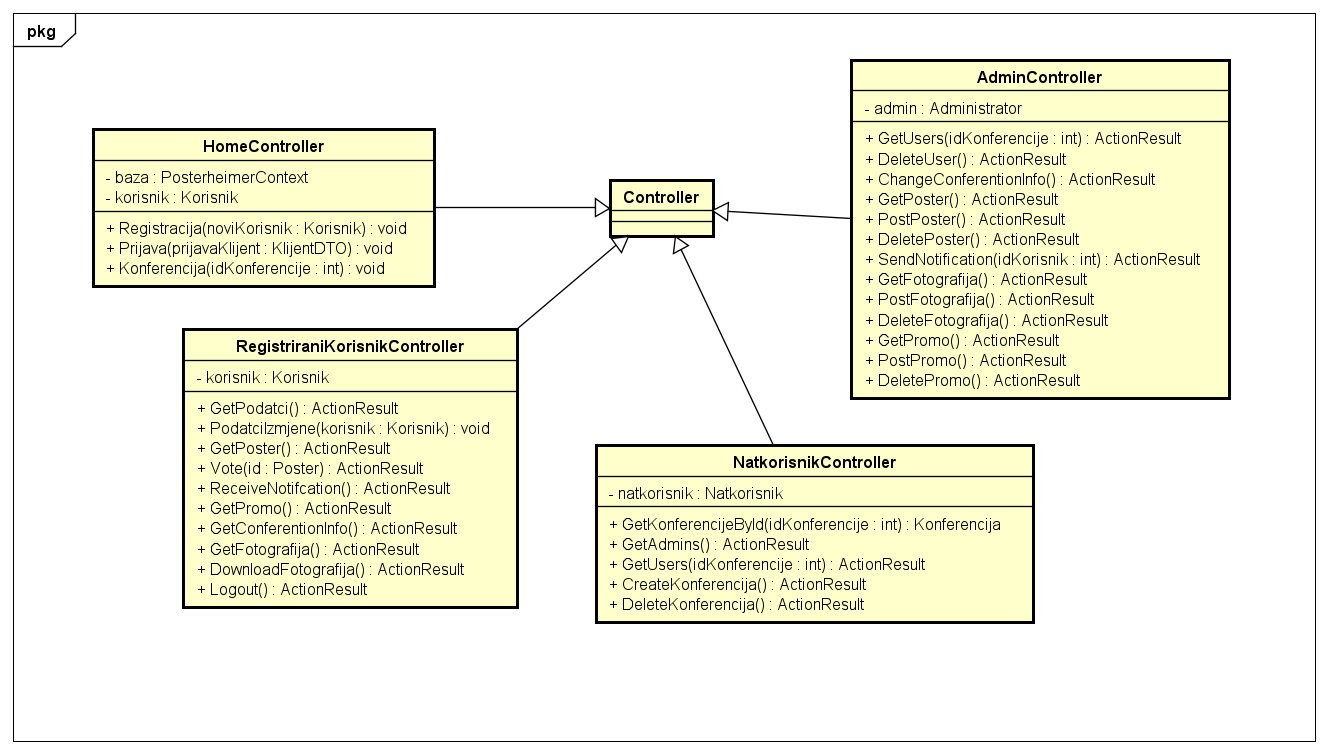 pkg
HomeController
- baza : PosterheimerContext
- korisnik : Korisnik
+ Registracija(noviKorisnik : Korisnik) : void
+ Prijava(prijavaKlijent : KlijentDTO) : void
+ Konferencija(idKonferencije : int) : void
Controller
AdminController
- admin : Administrator
+ GetUsers(idKonferencije : int) : ActionResult
+ DeleteUser() : ActionResult
+ ChangeConferentionInfo() : ActionResult
+ GetPoster() : ActionResult
+ PostPoster() : ActionResult
+ DeletePoster() : ActionResult
+ SendNotification(idKorisnik : int) : ActionResult
+ GetFotografija() : ActionResult
+ PostFotografija() : ActionResult
+ DeleteFotografija() : ActionResult
+ GetPromo() : ActionResult
+ PostPromo() : ActionResult
+ DeletePromo() : ActionResult
RegistriraniKorisnikController
- korisnik : Korisnik
+ GetPodatci() : ActionResult
+ PodatciIzmjene(korisnik : Korisnik) : void
+ GetPoster() : ActionResult
+ Vote(id : Poster) : ActionResult
+ ReceiveNotifcation() : ActionResult
+ GetPromo() : ActionResult
+ GetConferentionInfo() : ActionResult
+ GetFotografija() : ActionResult
+ DownloadFotografija() : ActionResult
+ Logout() : ActionResult
NatkorisnikController
- natkorisnik : Natkorisnik
+ GetKonferencijeById(idKonferencije : int) : Konferencija
+ GetAdmins() : ActionResult
+ GetUsers(idKonferencije : int) : ActionResult
+ CreateKonferencija() : ActionResult
+ DeleteKonferencija() : ActionResult